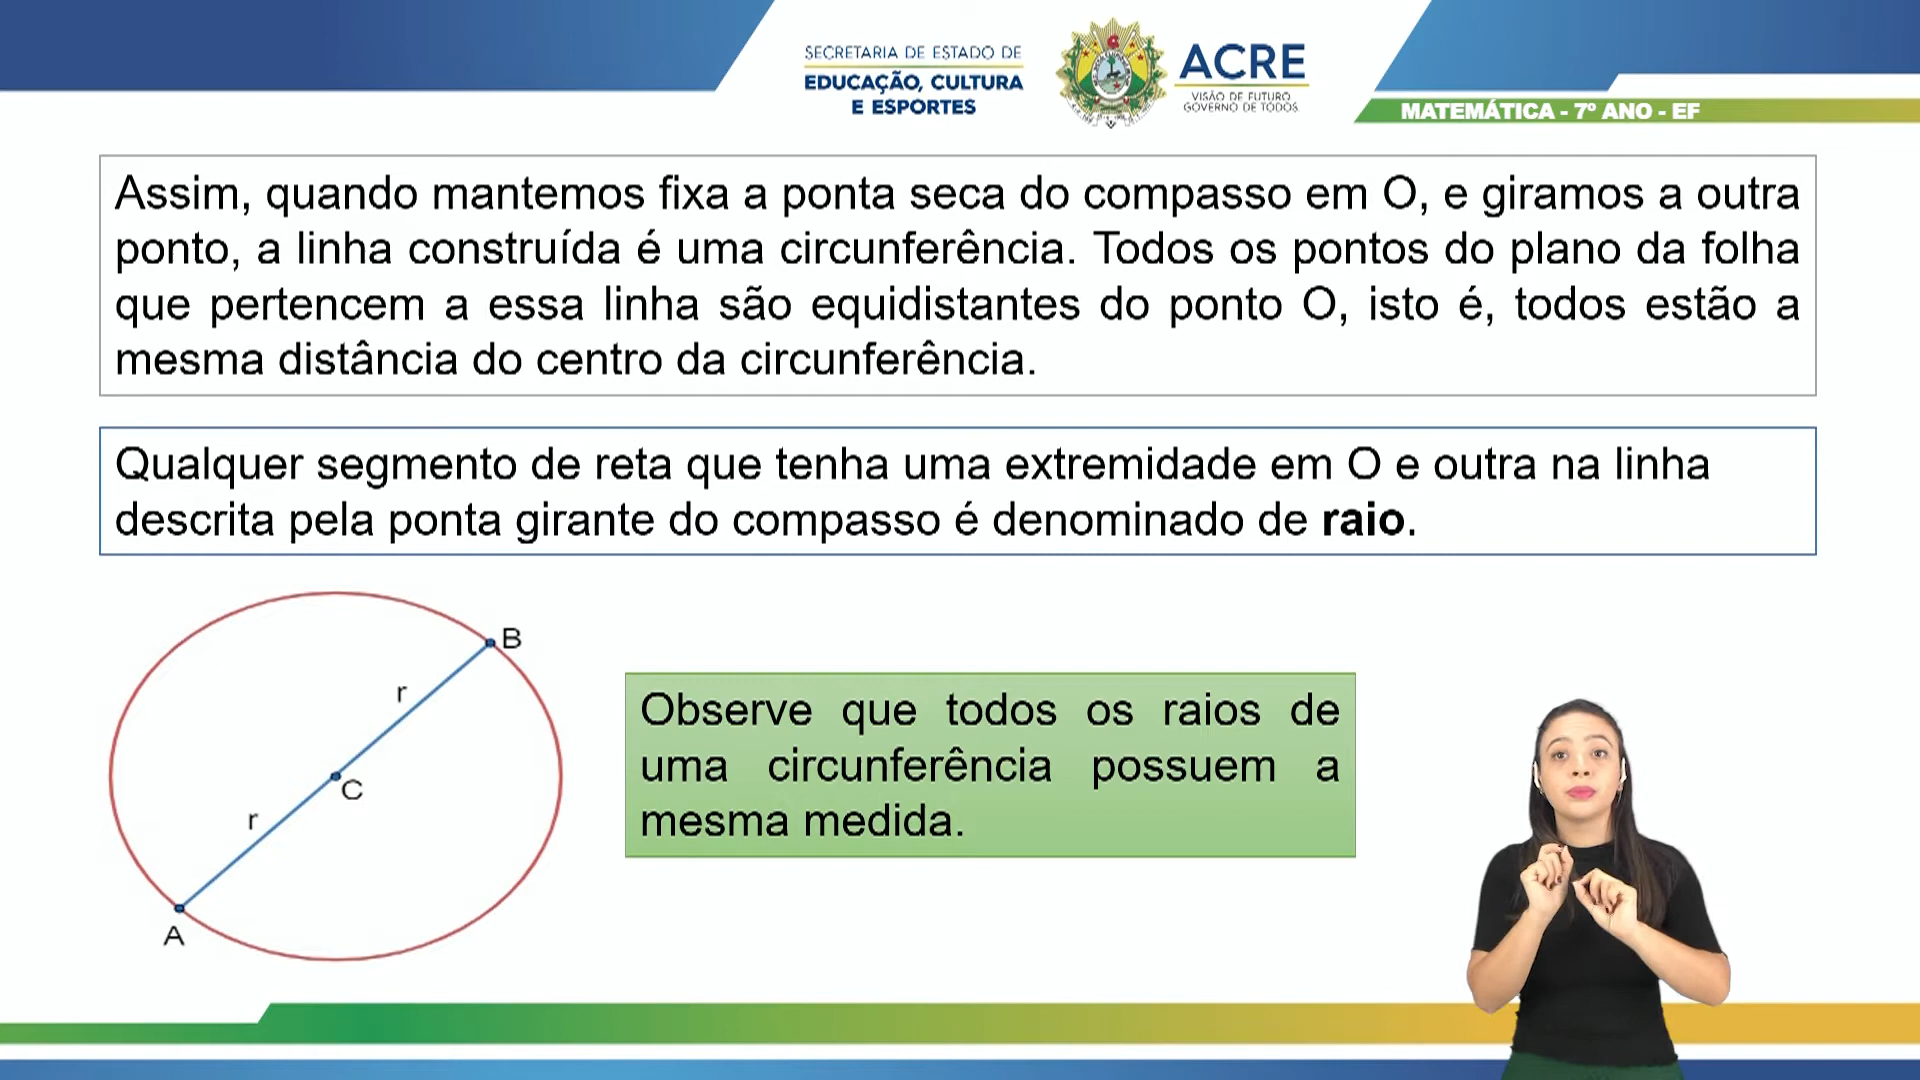 SECRETARIA DE ESTADO DE
EDUCAÇÃO, CULTURA
E ESPORTES
ACRE
VISÃO DE FUTURO
GOVERNO DE TODOS
MATEMÁTICA - 7º ANO - EF
Assim, quando mantemos fixa a ponta seca do compasso em O, e giramos a outra
ponto, a linha construída é uma circunferência. Todos os pontos do plano da folha
que pertencem a essa linha são equidistantes do ponto O, isto é, todos estão a
mesma distância do centro da circunferência.
Qualquer segmento de reta que tenha uma extremidade em O e outra na linha
descrita pela ponta girante do compasso é denominado de raio.
B
r
C
r
A
Observe que todos os raios de
uma circunferência possuem a
mesma medida.